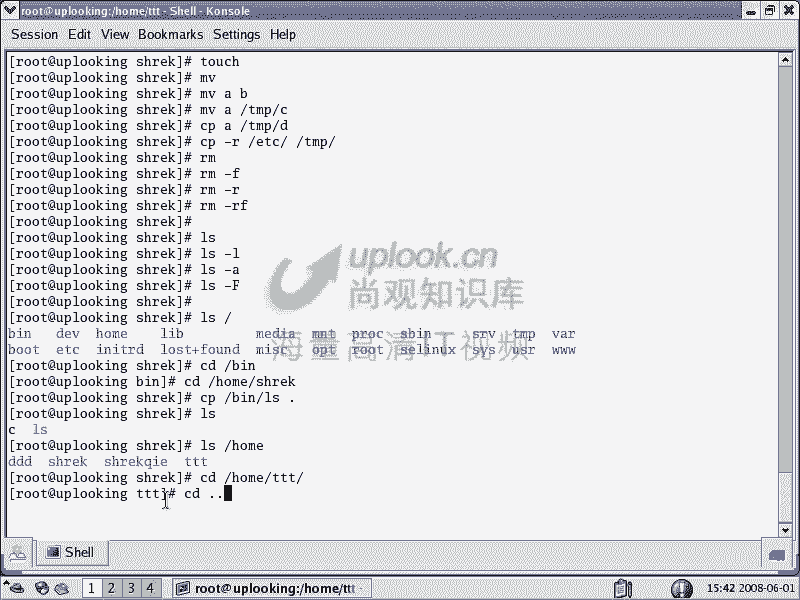 root@uplooking:/home/ttt - Shell - Konsole
Session Edit View Bookmarks Settings Help
[root@uplooking shrek]# touch
[root@uplooking shrek]# mv
[root@uplooking shrek]# mv a b
[root@uplooking shrek]# mv a /tmp/c
[root@uplooking shrek]# cp a /tmp/d
[root@uplooking shrek]# cp -r /etc/ /tmp/
[root@uplooking shrek]# rm
[root@uplooking shrek]# rm -f
[root@uplooking shrek]# rm -r
[root@uplooking shrek]# rm -rf
[root@uplooking shrek]#
[root@uplooking shrek]# ls
[root@uplooking shrek]# ls -l
[root@uplooking shrek]# ls -a
[root@uplooking shrek]# ls -F
[root@uplooking shrek]#
[root@uplooking shrek]# ls /
bin dev home lib media mnt proc sbin srv tmp var
boot etc initrd lost+found misc opt root selinux sys usr www
[root@uplooking shrek]# cd /bin
[root@uplooking bin]# cd /home/shrek
[root@uplooking shrek]# cp /bin/ls .
[root@uplooking shrek]# ls
c ls
[root@uplooking shrek]# ls /home
ddd shrek shrekqie ttt
[root@uplooking shrek]# cd /home/ttt/
[root@uplooking ttt]# cd ..
uplook.cn
尚观知识库
海量高清IT视频
Shell
1 2 3 4
root@uplooking:/home/ttt
15:42 2008-06-01